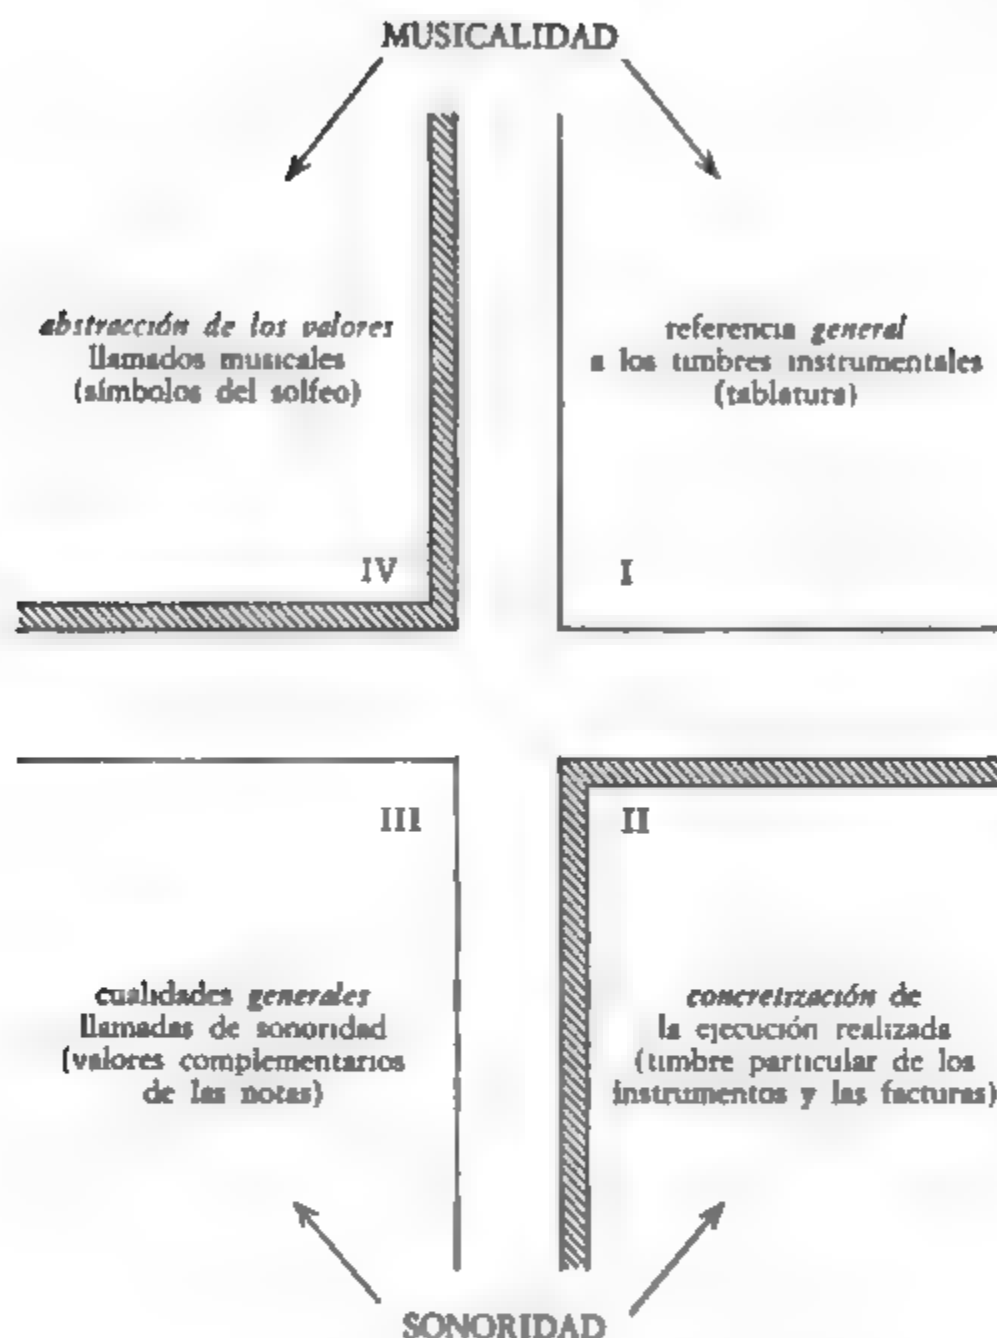 MUSICALIDAD
abstracción de los valores
llamados musicales
(símbolos del solfeo)
IV
referencia general
a los timbres instrumentales
(tablatura)
I
III
cualidades generales
llamadas de sonoridad
(valores complementarios
de las notas)
II
concretización de
la ejecución realizada
(timbre particular de los
instrumentos y las facturas)
SONORIDAD